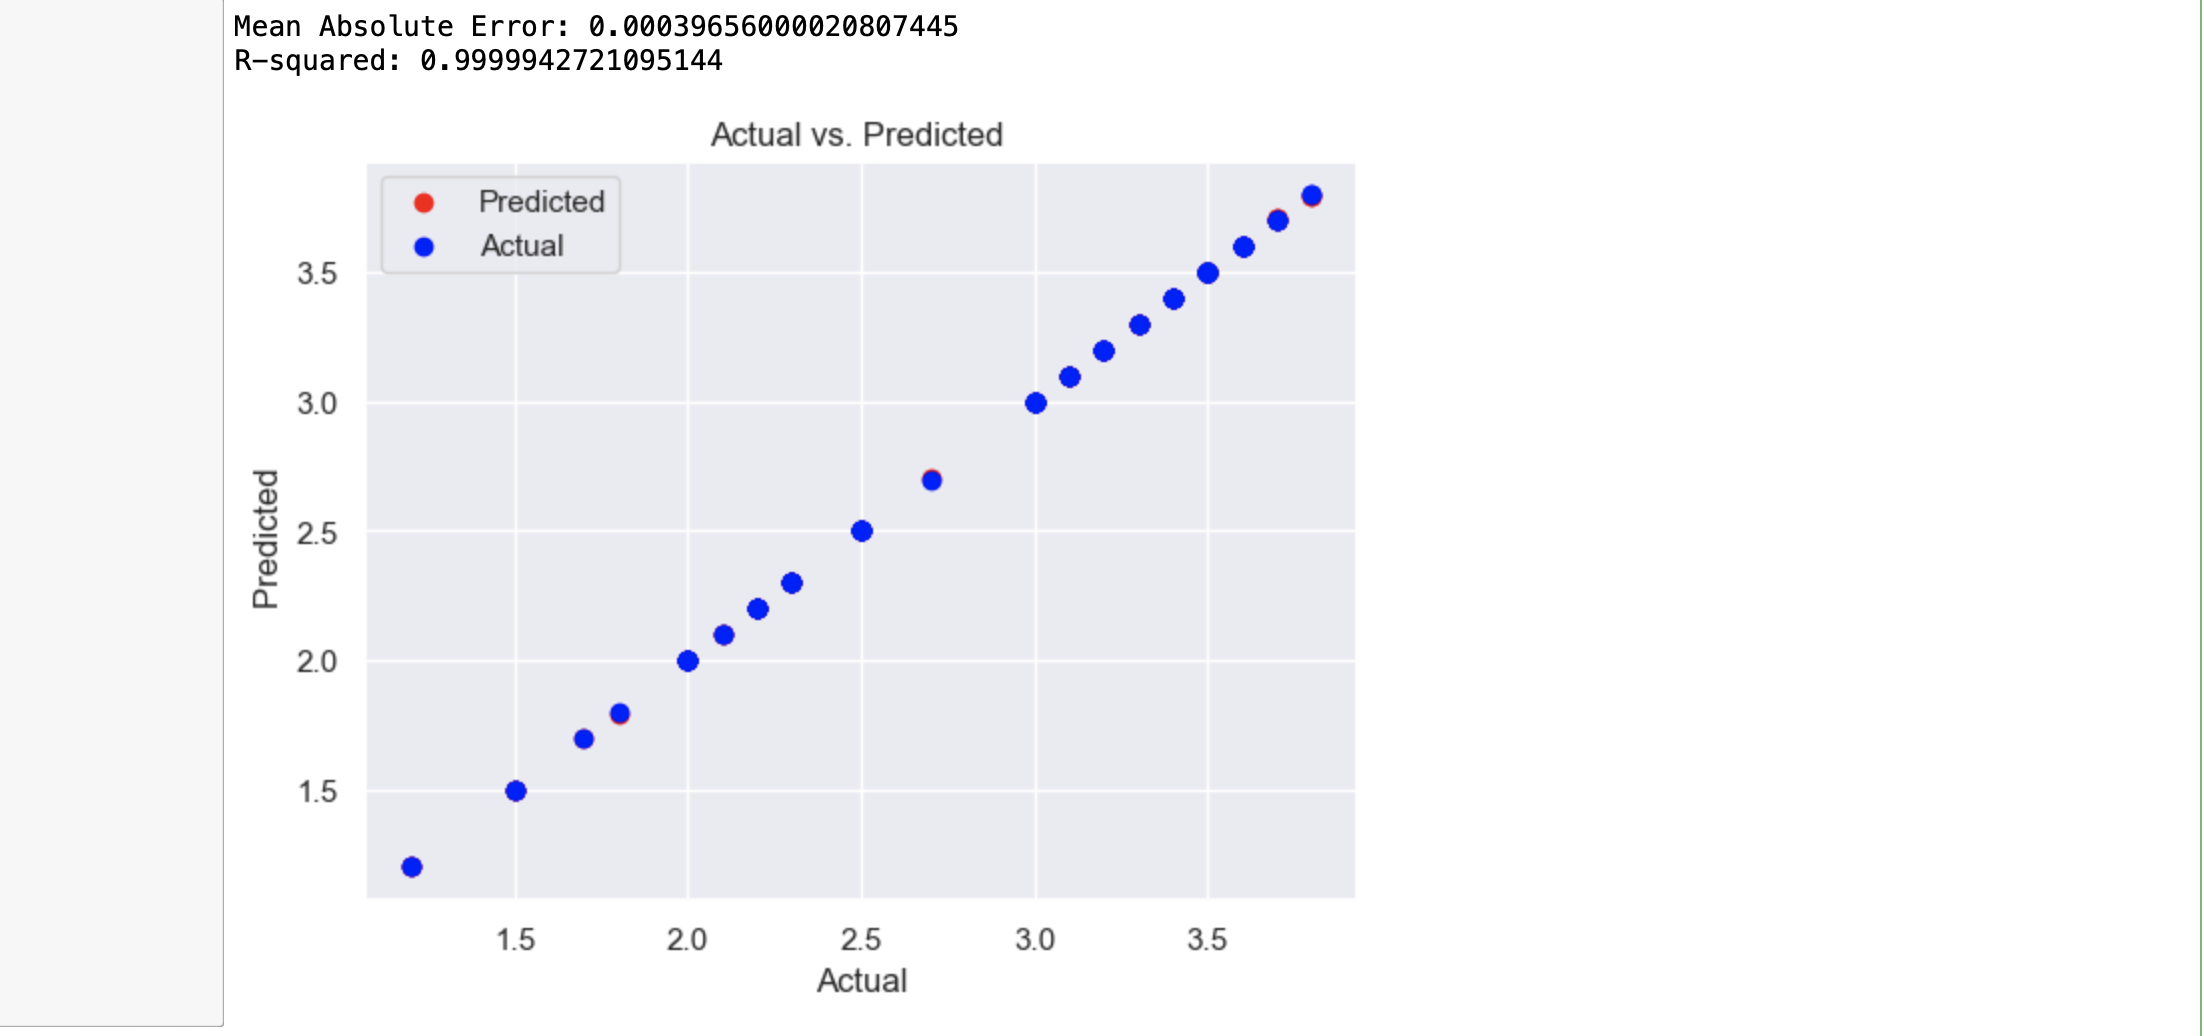 Mean Absolute Error: 0.00039656000020807445
R-squared: 0.9999942721095144
Actual vs. Predicted
Predicted
Actual
3.5
3.0
2.5
2.0
1.5
Predicted
1.5 2.0 2.5 3.0 3.5
Actual